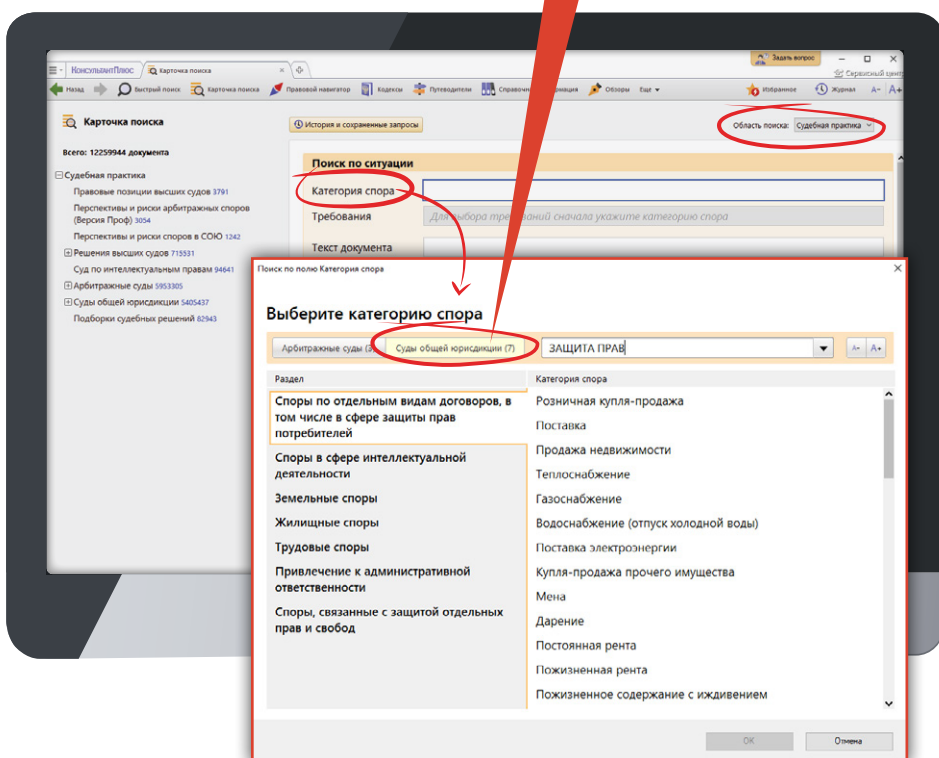 Задать вопрос
КонсультантПлюс
Карточка поиска
Сервисный центр
Назад
Быстрый поиск
Карточка поиска
Правовой навигатор
Кодексы
Путеводители
Обзоры
Еще
Избранное
Журнал
А- А+
Карточка поиска
История и сохраненные запросы
Область поиска: Судебная практика
Всего: 12259944 документа
Судебная практика
Правовые позиции высших судов 3791
Перспективы и риски арбитражных споров
(Версия Проф) 3054
Перспективы и риски споров в СОЮ 1242
Решения высших судов 715531
Суд по интеллектуальным правам 94641
Арбитражные суды 5953305
Суды общей юрисдикции 5405437
Подборки судебных решений 82943
Поиск по ситуации
Категория спора
Требования
Для выбора требований сначала укажите категорию спора
Текст документа
Поиск по полю Категория спора
Выберите категорию спора
Арбитражные суды
Суды общей юрисдикции (7)
ЗАЩИТА ПРАВ
А- А+
Раздел
Споры по отдельным видам договоров, в
том числе в сфере защиты прав
потребителей
Споры в сфере интеллектуальной
деятельности
Земельные споры
Жилищные споры
Трудовые споры
Привлечение к административной
ответственности
Споры, связанные с защитой отдельных
прав и свобод
Категория спора
Розничная купля-продажа
Поставка
Продажа недвижимости
Теплоснабжение
Газоснабжение
Водоснабжение (отпуск холодной воды)
Поставка электроэнергии
Купля-продажа прочего имущества
Мена
Дарение
Постоянная рента
Пожизненная рента
Пожизненное содержание с иждивением
ОК
Отмена